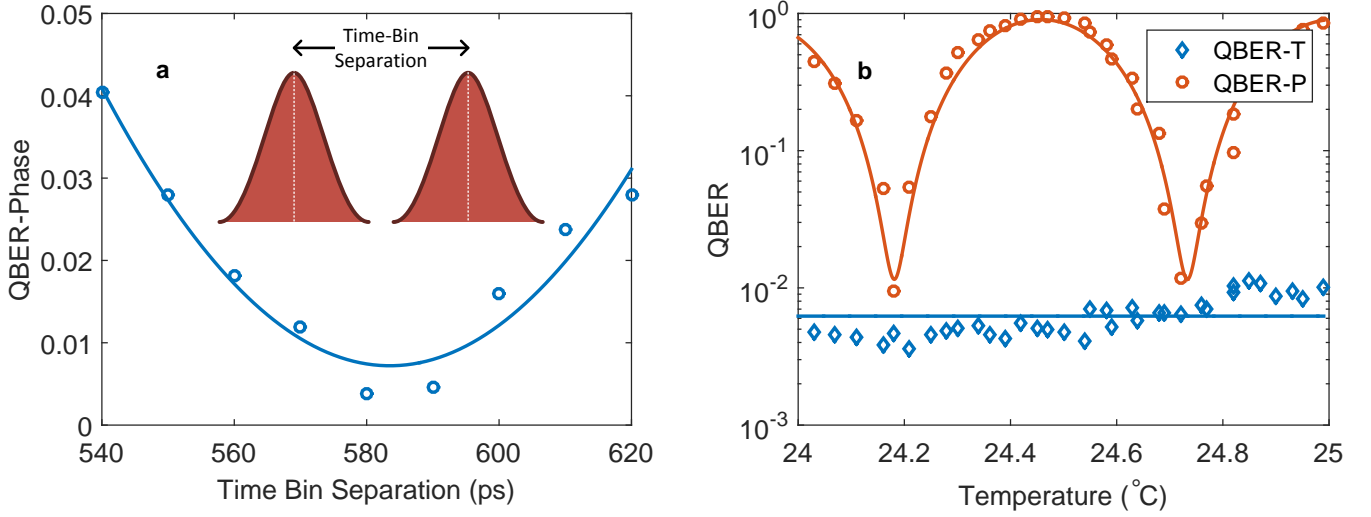 a
Time-Bin
Separation
QBER-Phase
0.05
0.04
0.03
0.02
0.01
0
540
560
580
600
620
Time Bin Separation (ps)
b
QBER-T
QBER-P
QBER
10^0
10^-1
10^-2
10^-3
24
24.2
24.4
24.6
24.8
25
Temperature (°C)